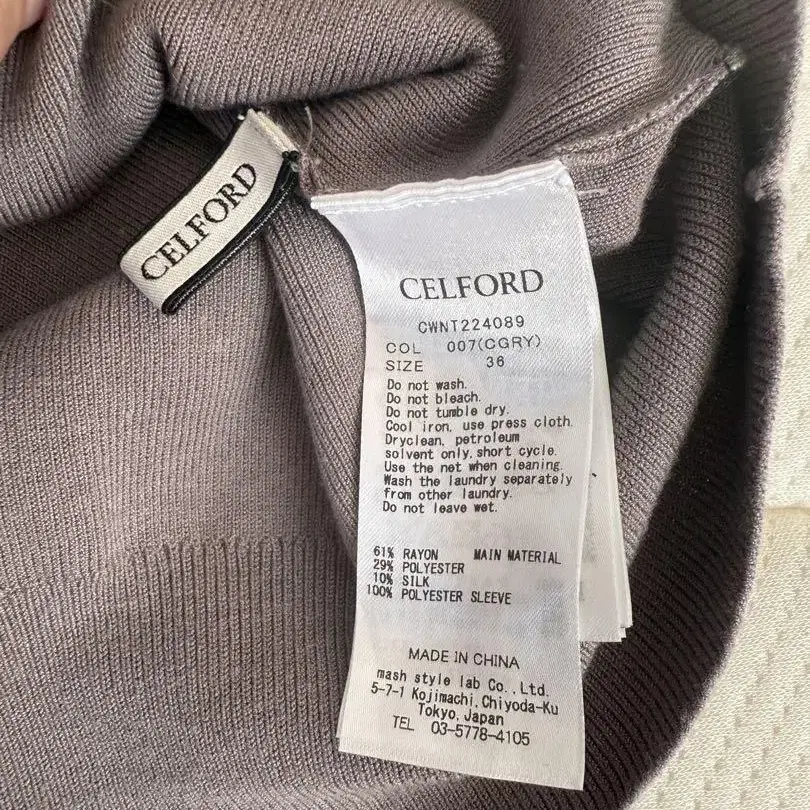 CELFORD
CELFORD
CWNT224089
COL 007(CGRY)
SIZE 36
Do not wash.
Do not bleach.
Do not tumble dry.
Cool iron, use press cloth.
Dryclean, petroleum
solvent only, short cycle.
Use the net when cleaning.
Wash the laundry separately
from other laundry.
Do not leave wet.
61% RAYON MAIN MATERIAL
29% POLYESTER
10% SILK
100% POLYESTER SLEEVE
MADE IN CHINA
mash style lab Co., Ltd.
5-7-1 Kojimachi, Chiyoda-Ku
Tokyo, Japan
TEL 03-5778-4105